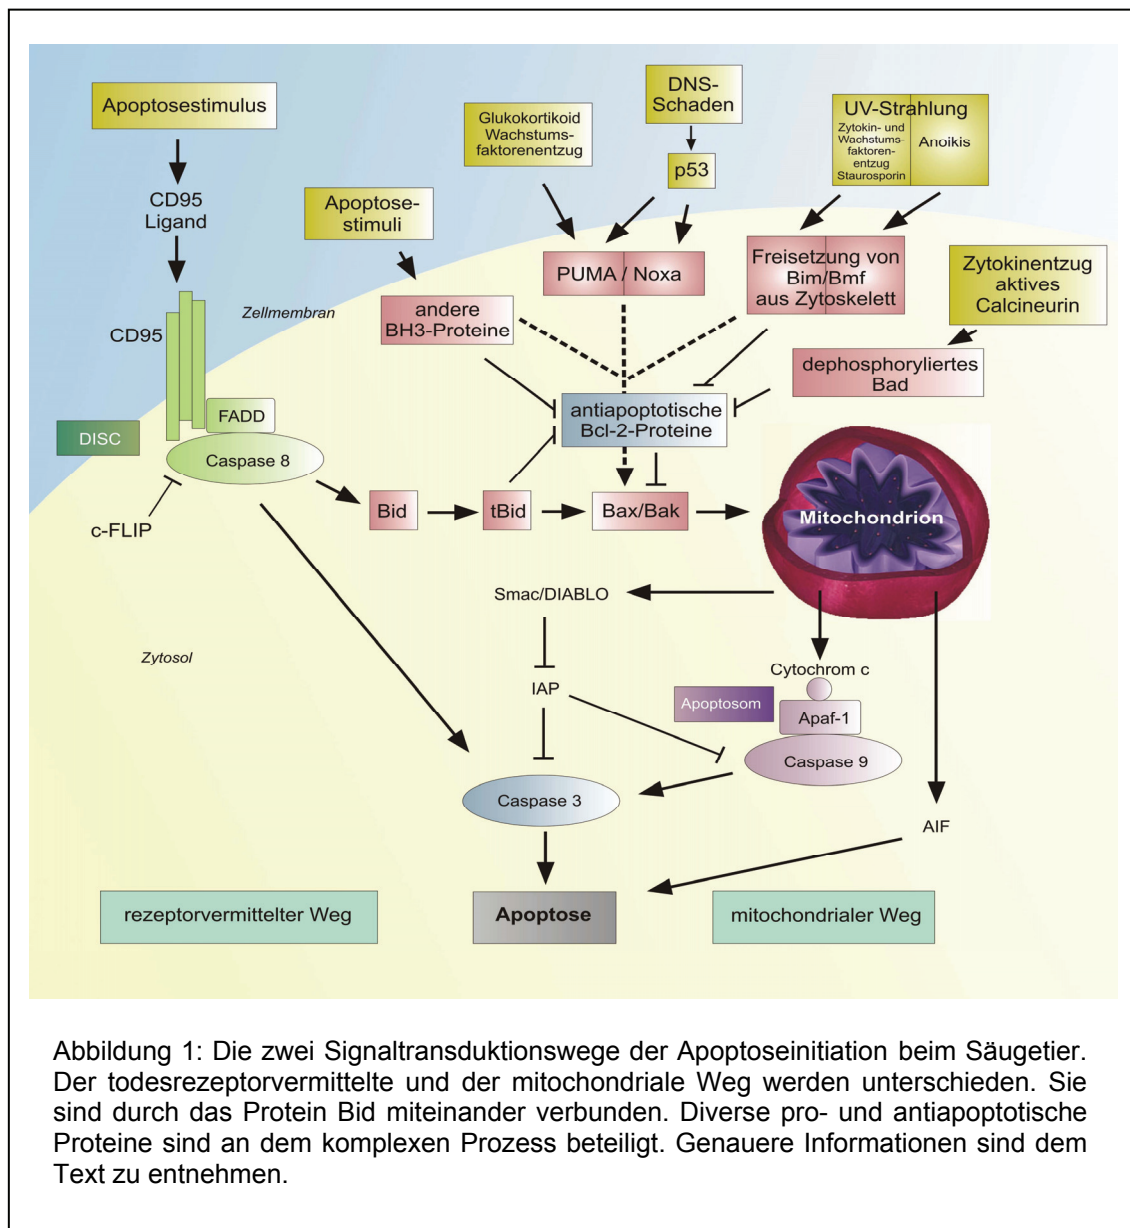 Apoptosestimulus
CD95
Ligand
CD95
Zellmembran
FADD
DISC
Caspase 8
c-FLIP
Apoptose-
stimuli
andere
BH3-Proteine
Glukokortikoid
Wachstums-
faktorenentzug
DNS-
Schaden
p53
PUMA / Noxa
UV-Strahlung
Zytokin- und
Wachstums-
faktoren-
entzug
Staurosporin
Anoikis
Freisetzung von
Bim/Bmf
aus Zytoskelett
Zytokinentzug
aktives
Calcineurin
dephosphoryliertes
Bad
antiapoptotische
Bcl-2-Proteine
Bid
tBid
Bax/Bak
Mitochondrion
Smac/DIABLO
Zytosol
IAP
Cytochrom c
Apoptosom
Apaf-1
Caspase 9
Caspase 3
AIF
rezeptorvermittelter Weg
Apoptose
mitochondrialer Weg
Abbildung 1: Die zwei Signaltransduktionswege der Apoptoseinitiation beim Säugetier.
Der todesrezeptorvermittelte und der mitochondriale Weg werden unterschieden. Sie
sind durch das Protein Bid miteinander verbunden. Diverse pro- und antiapoptotische
Proteine sind an dem komplexen Prozess beteiligt. Genauere Informationen sind dem
Text zu entnehmen.